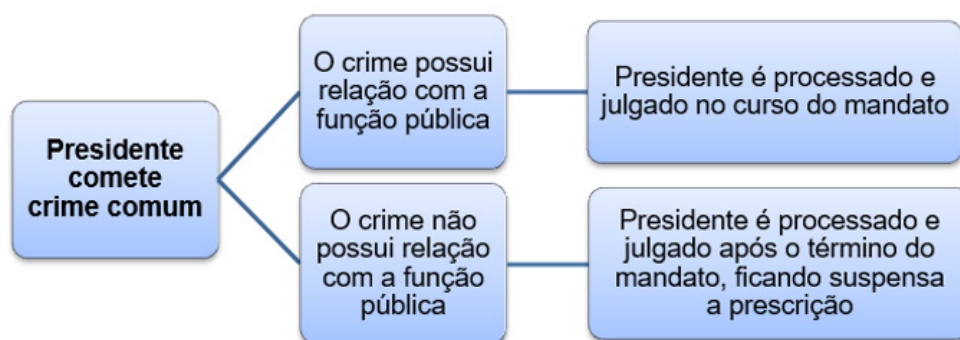 Presidente
comete
crime comum
O crime possui
relação com a
função pública
Presidente é processado e
julgado no curso do mandato
O crime não
possui relação
com a função
pública
Presidente é processado e
julgado após o término do
mandato, ficando suspensa
a prescrição